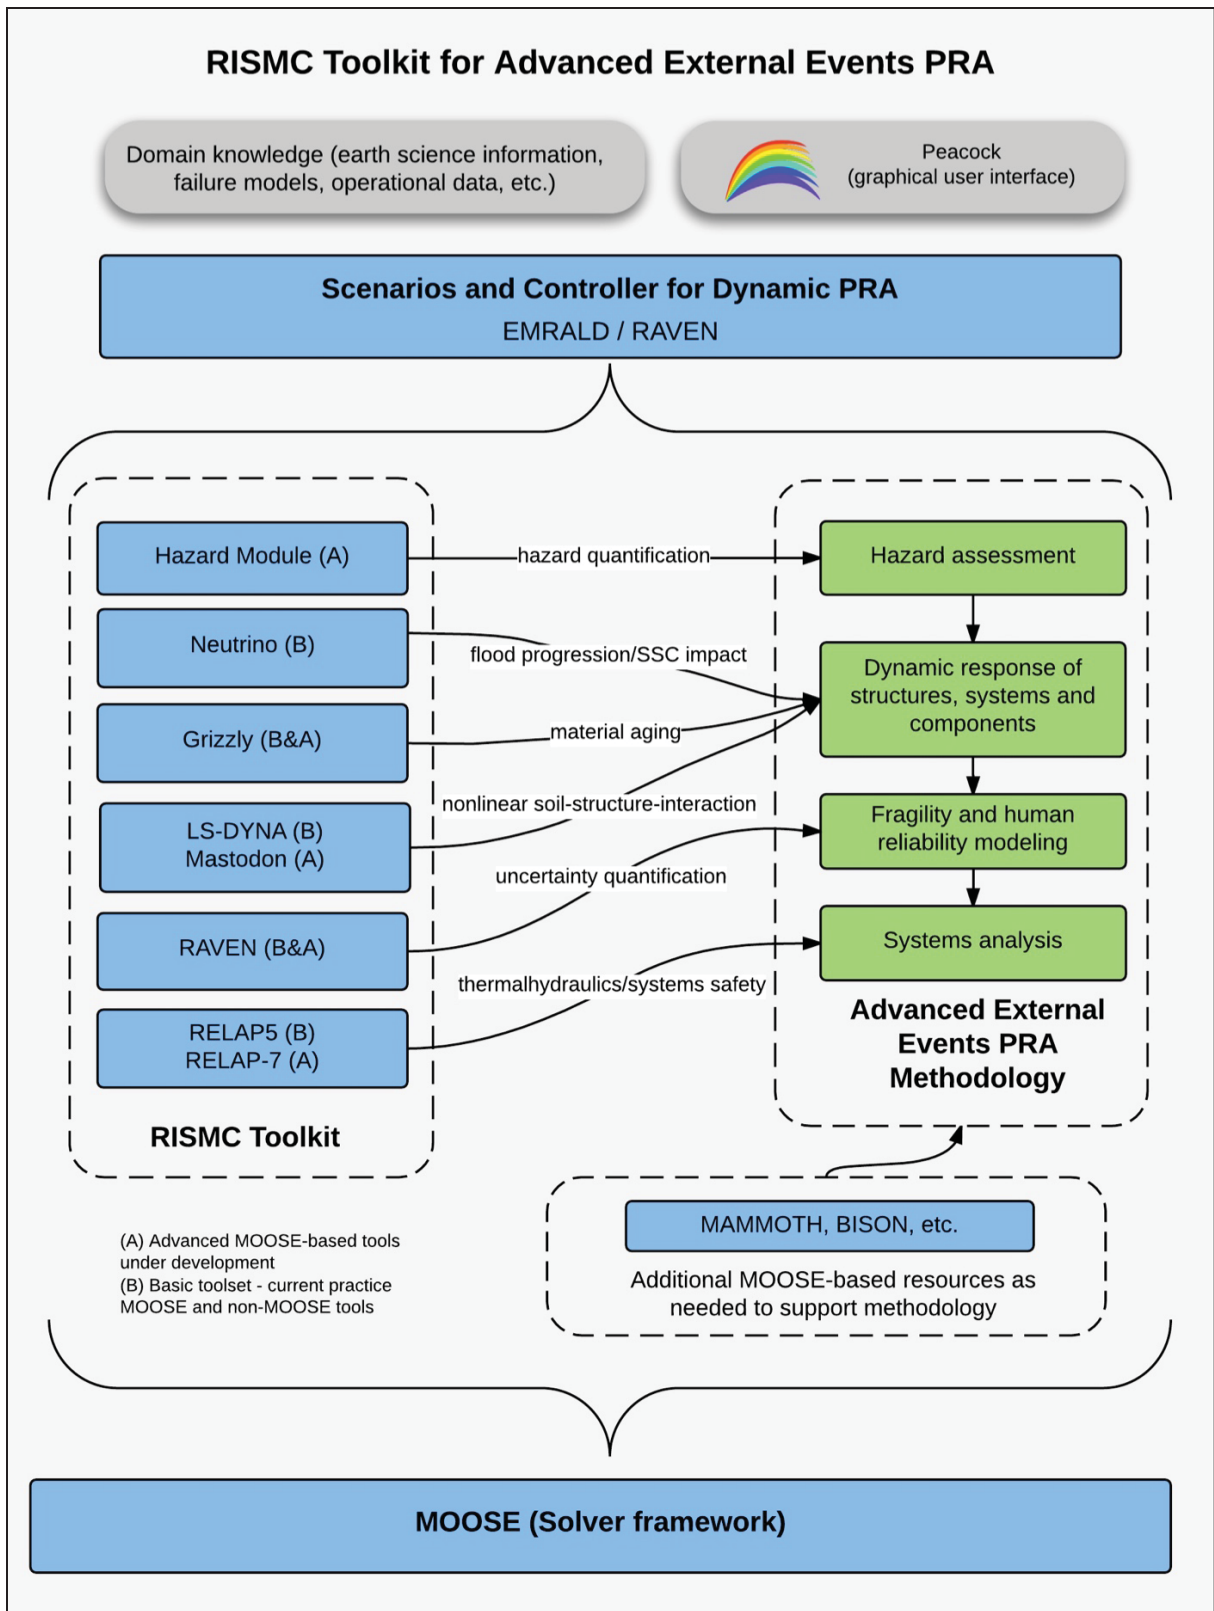 RISMC Toolkit for Advanced External Events PRA
Domain knowledge (earth science information,
failure models, operational data, etc.)
Peacock
(graphical user interface)
Scenarios and Controller for Dynamic PRA
EMRALD / RAVEN
Hazard Module (A)
hazard quantification
Hazard assessment
Neutrino (B)
flood progression/SSC impact
Dynamic response of
structures, systems and
components
Grizzly (B&A)
material aging
LS-DYNA (B)
Mastodon (A)
nonlinear soil-structure-interaction
Fragility and human
reliability modeling
RAVEN (B&A)
uncertainty quantification
Systems analysis
RELAP5 (B)
RELAP-7 (A)
thermalhydraulics/systems safety
Advanced External
Events PRA
Methodology
RISMC Toolkit
MAMMOTH, BISON, etc.
Additional MOOSE-based resources as
needed to support methodology
(A) Advanced MOOSE-based tools
under development
(B) Basic toolset - current practice
MOOSE and non-MOOSE tools
MOOSE (Solver framework)